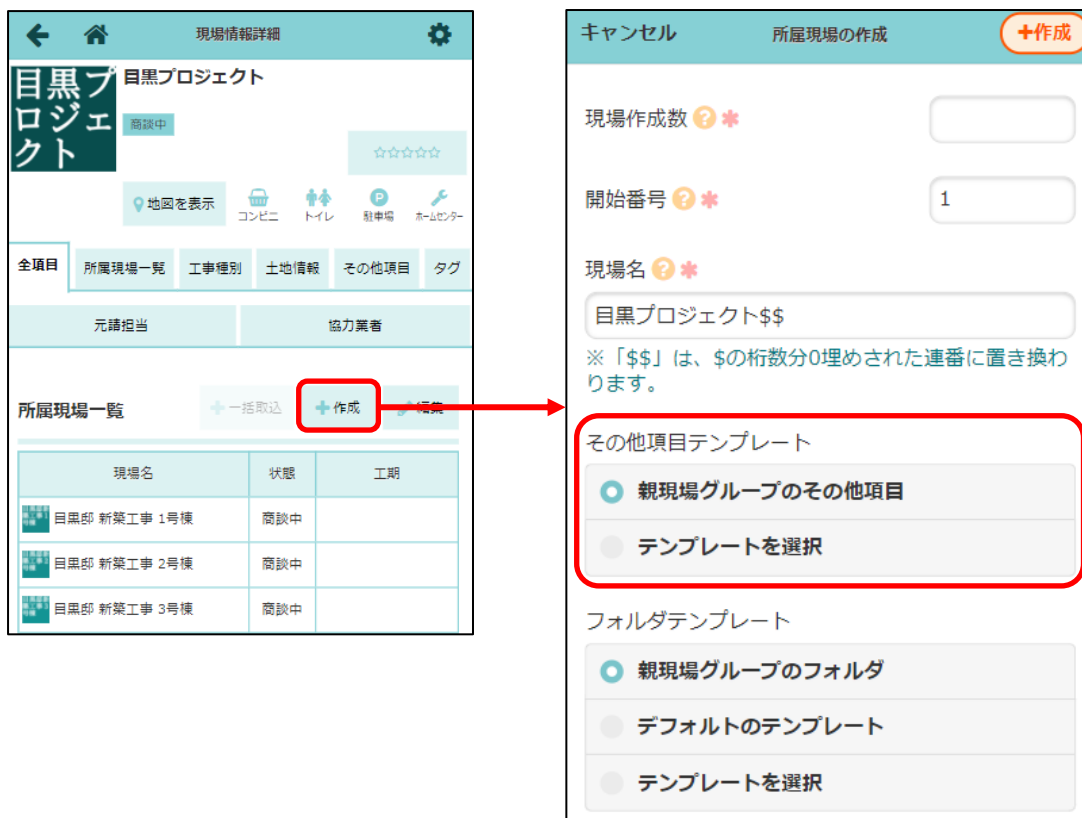 現場情報詳細
目黒プ
ロジェ
クト
目黒プロジェクト
商談中
☆☆☆☆☆
地図を表示
コンビニ
トイレ
P
駐車場
ホームセンター
全項目
所属現場一覧
工事種別
土地情報
その他項目
タグ
元請担当
協力業者
所属現場一覧
+一括取込
+作成
編集
現場名
状態
工期
目黒邸 新築工事 1号棟
商談中
目黒邸 新築工事 2号棟
商談中
目黒邸 新築工事 3号棟
商談中
キャンセル
所属現場の作成
+作成
現場作成数 ? *
開始番号 ? *
1
現場名 ? *
目黒プロジェクト$$
※「$$」は、$の桁数分0埋めされた連番に置き換わ
ります。
その他項目テンプレート
親現場グループのその他項目
テンプレートを選択
フォルダテンプレート
親現場グループのフォルダ
デフォルトのテンプレート
テンプレートを選択